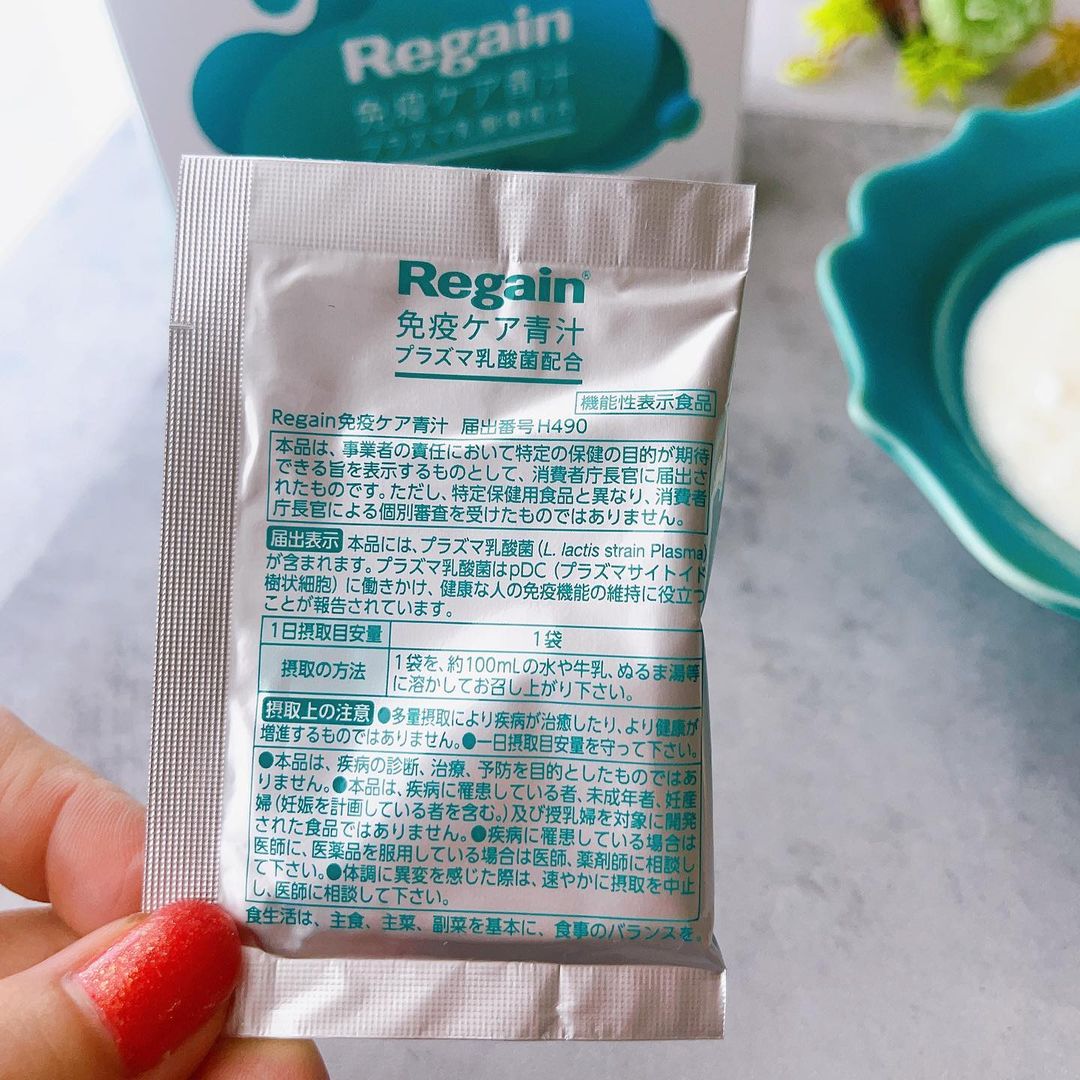 Regain
免疫ケア青汁
プラズマ乳酸菌配合
Regain®
免疫ケア青汁
プラズマ乳酸菌配合
機能性表示食品
Regain免疫ケア青汁 届出番号H490
本品は、事業者の責任において特定の保健の目的が期待
できる旨を表示するものとして、消費者庁長官に届出さ
れたものです。ただし、特定保健用食品と異なり、消費者
庁長官による個別審査を受けたものではありません。
届出表示 本品には、プラズマ乳酸菌(L. lactis strain Plasma)
が含まれます。プラズマ乳酸菌はpDC(プラズマサイトイド
樹状細胞)に働きかけ、健康な人の免疫機能の維持に役立つ
ことが報告されています。
1日摂取目安量 1袋
摂取の方法 1袋を、約100mLの水や牛乳、ぬるま湯等
に溶かしてお召し上がり下さい。
摂取上の注意 ●多量摂取により疾病が治癒したり、より健康が
増進するものではありません。●一日摂取目安量を守って下さい。
●本品は、疾病の診断、治療、予防を目的としたものではあ
りません。●本品は、疾病に罹患している者、未成年者、妊産
婦(妊娠を計画している者を含む。)及び授乳婦を対象に開発
された食品ではありません。●疾病に罹患している場合は
医師に、医薬品を服用している場合は医師、薬剤師に相談し
て下さい。●体調に異変を感じた際は、速やかに摂取を中止
し、医師に相談して下さい。
食生活は、主食、主菜、副菜を基本に、食事のバランスを。